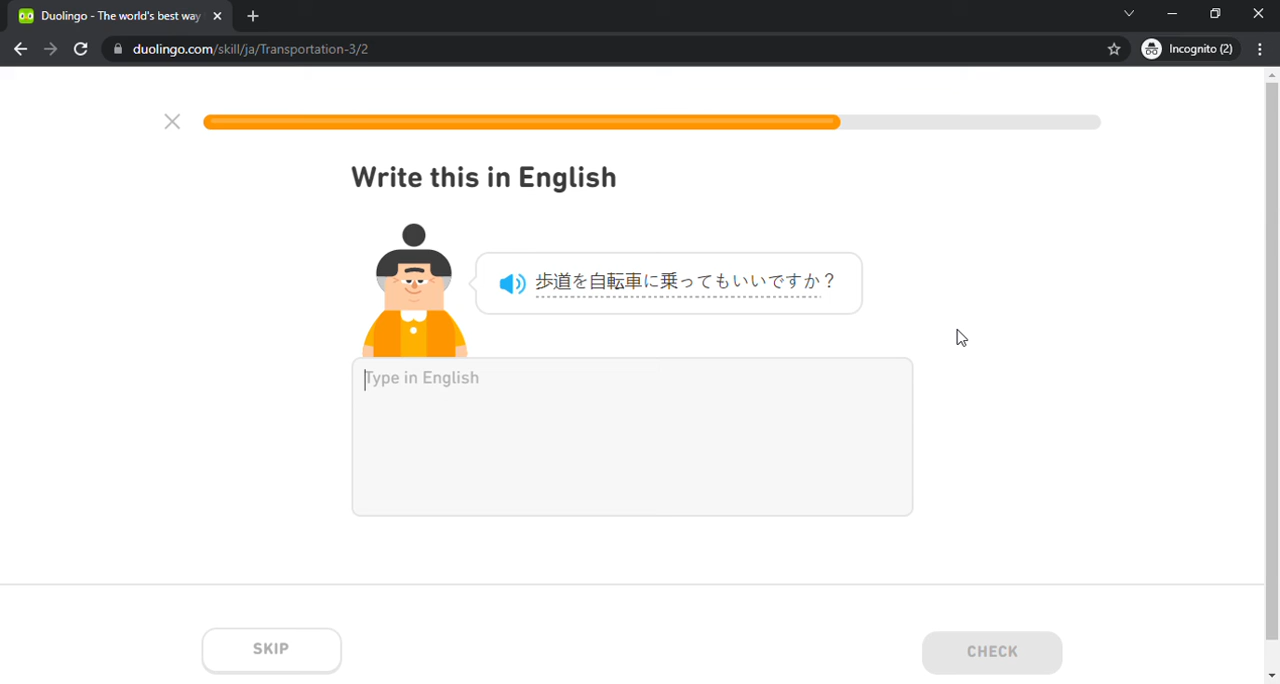 Duolingo - The world's best way
duolingo.com/skill/ja/Transportation-3/2
Incognito (2)
Write this in English
歩道を自転車に乗ってもいいですか？
Type in English
SKIP
CHECK